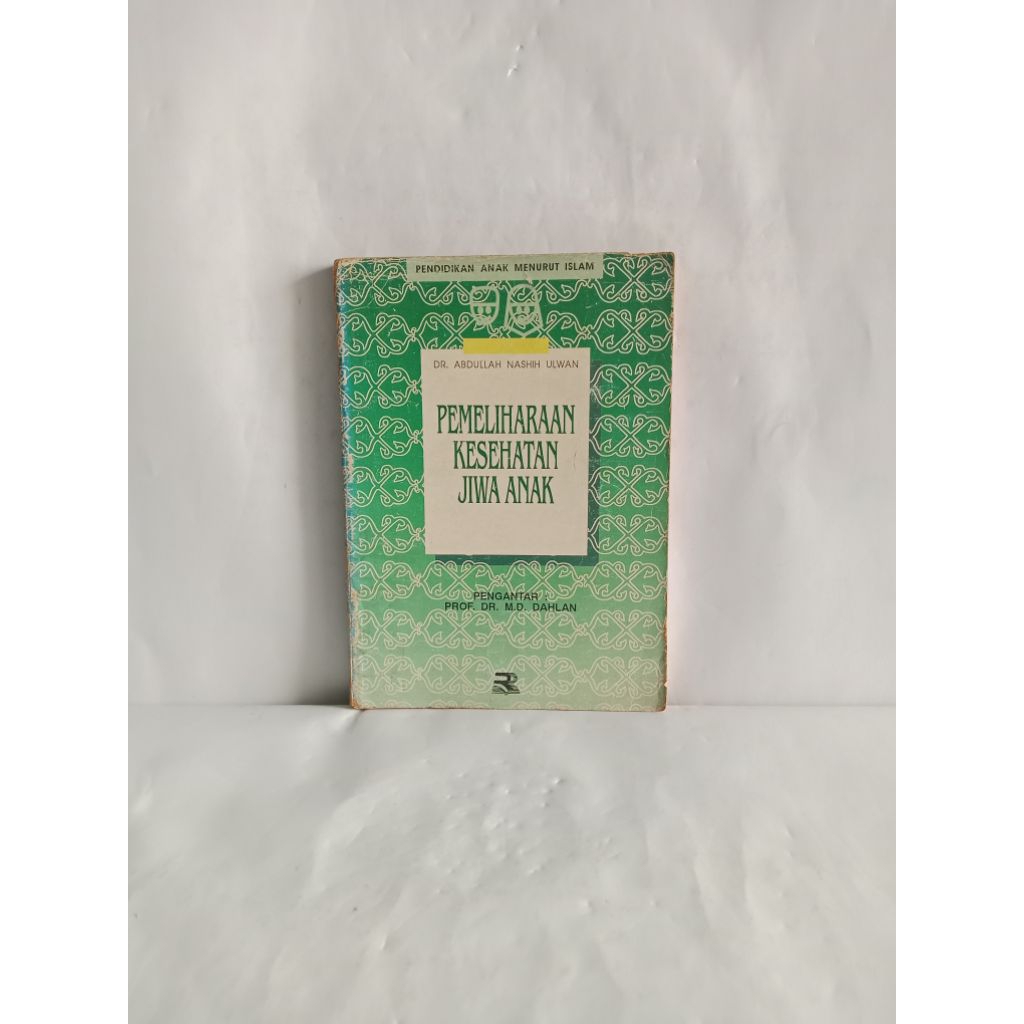 PENDIDIKAN ANAK MENURUT ISLAM
DR. ABDULLAH NASHIH ULWAN
PEMELIHARAAN
KESEHATAN
JIWA ANAK
PENGANTAR :
PROF. DR. M.D. DAHLAN